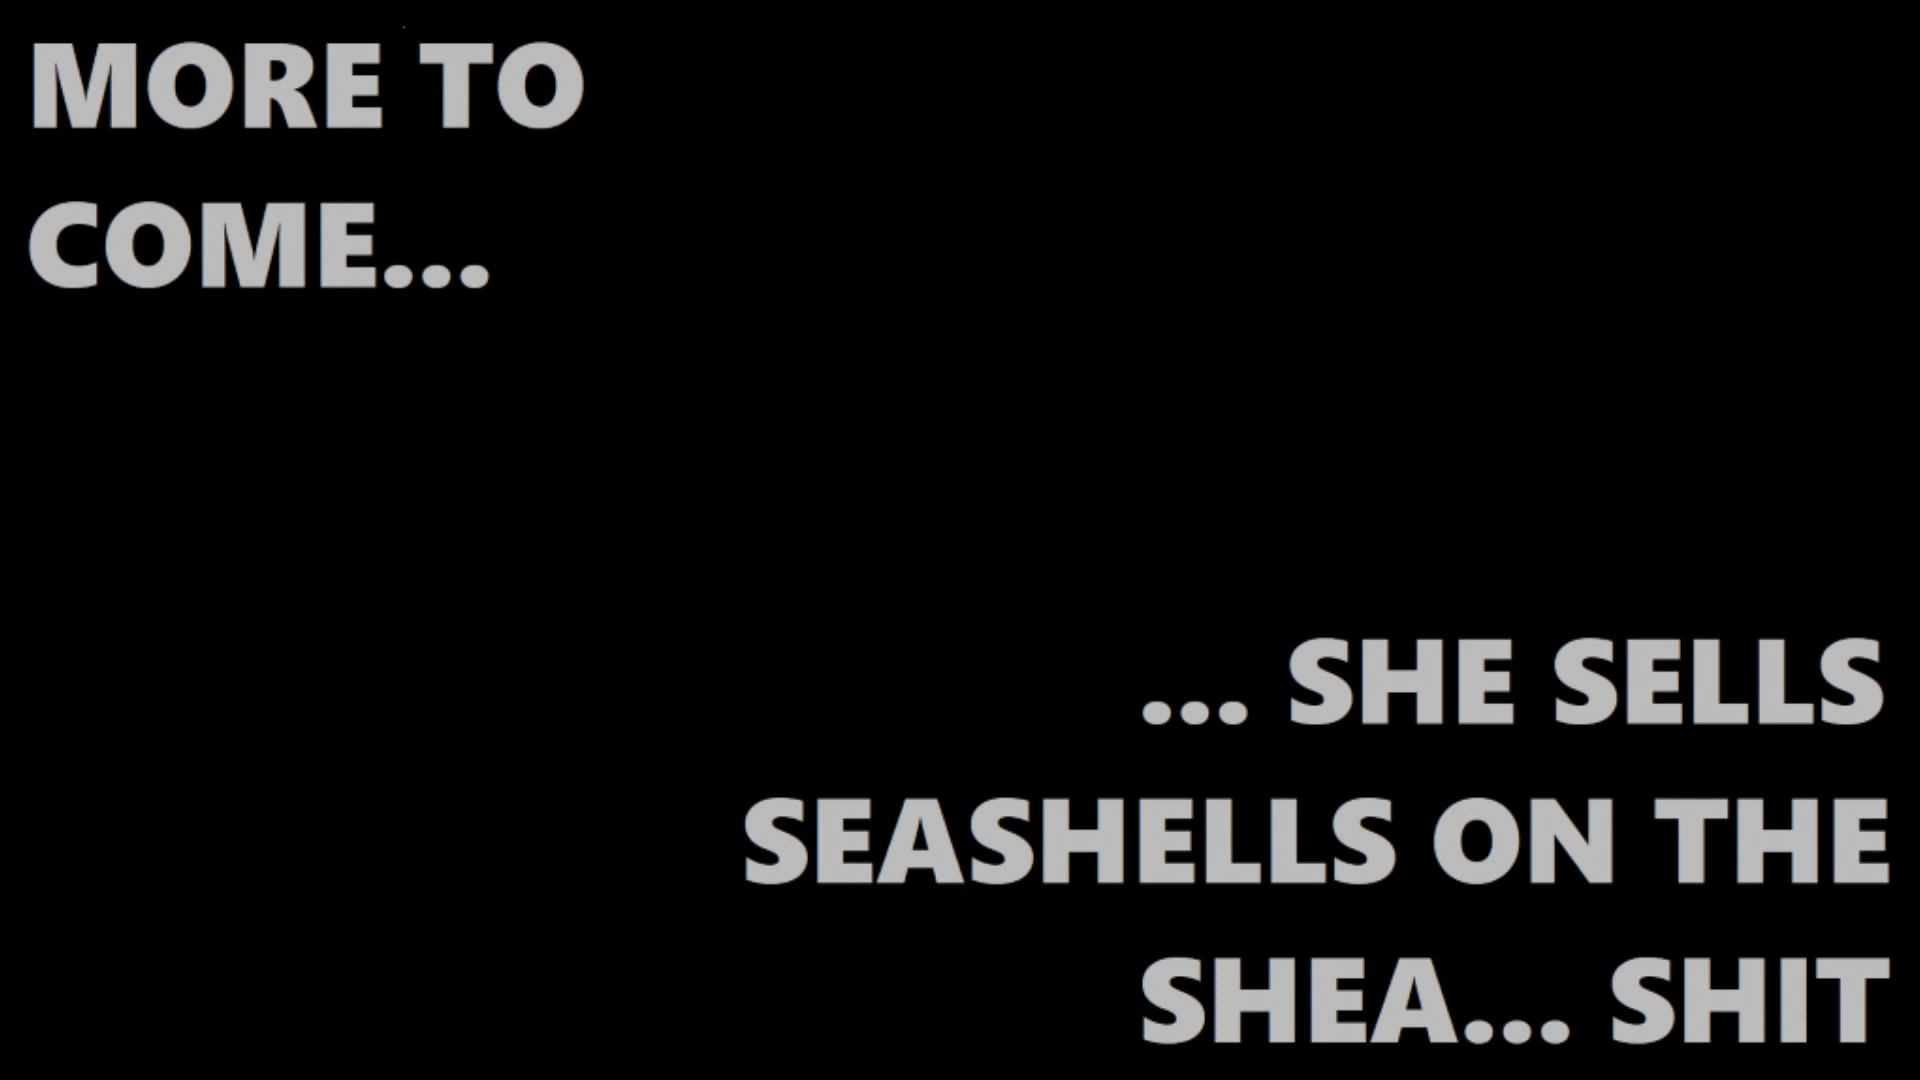 MORE TO
COME...
... SHE SELLS
SEASHELLS ON THE
SHEA... SHIT